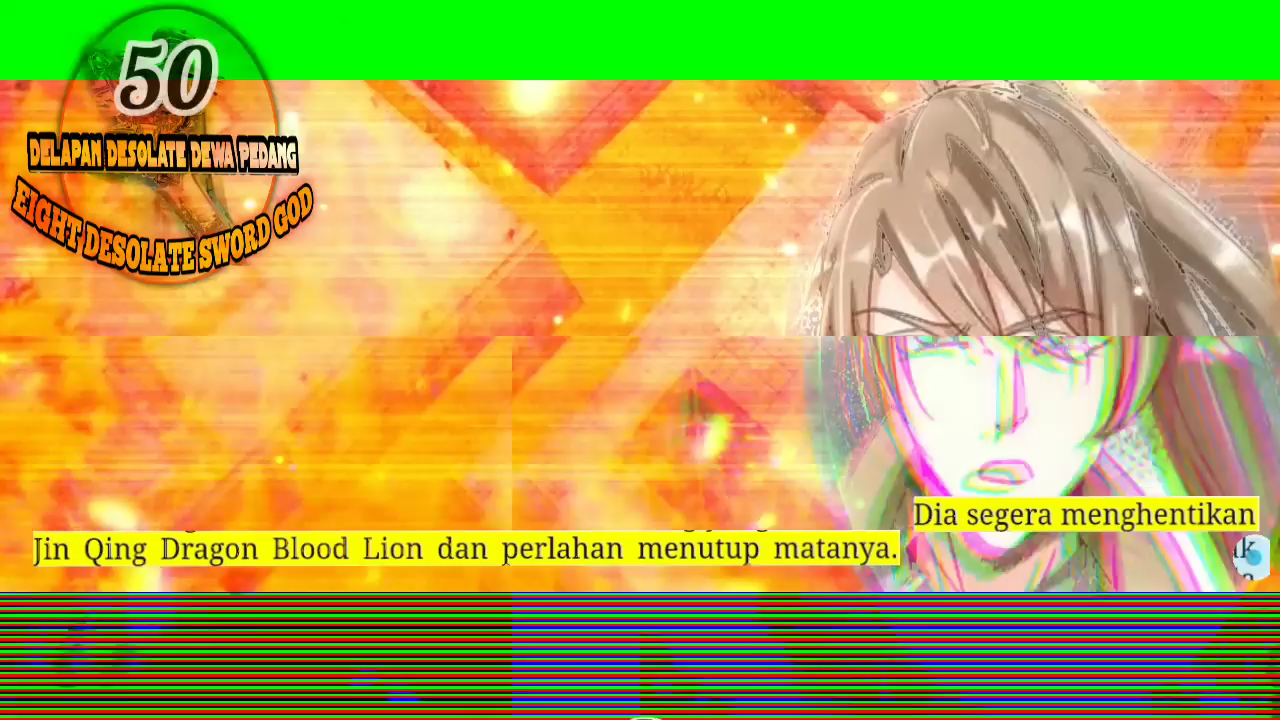 50
DELAPAN DESOLATE DEWA PEDANG
EIGHT DESOLATE SWORD GOD
Dia segera menghentikan
Jin Qing Dragon Blood Lion dan perlahan menutup matanya.